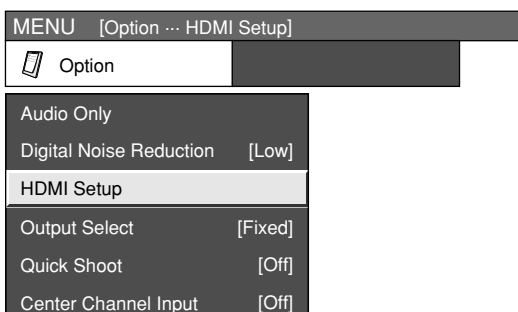 MENU [Option ··· HDMI Setup]
Option
Audio Only
Digital Noise Reduction [Low]
HDMI Setup
Output Select [Fixed]
Quick Shoot [Off]
Center Channel Input [Off]